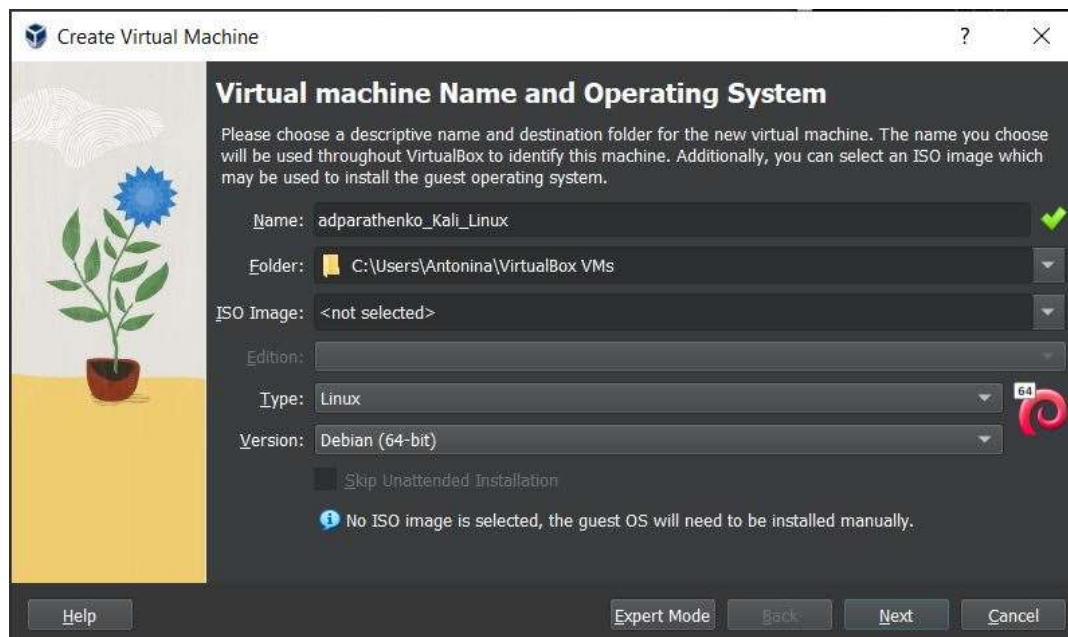 Create Virtual Machine
?
Virtual machine Name and Operating System
Please choose a descriptive name and destination folder for the new virtual machine. The name you choose
will be used throughout VirtualBox to identify this machine. Additionally, you can select an ISO image which
may be used to install the guest operating system.
Name: adparathenko_Kali_Linux
Folder: C:\Users\Antonina\VirtualBox VMs
ISO Image: <not selected>
Edition:
Type: Linux
64
Version: Debian (64-bit)
Skip Unattended Installation
No ISO image is selected, the guest OS will need to be installed manually.
Help Expert Mode Back Next Cancel